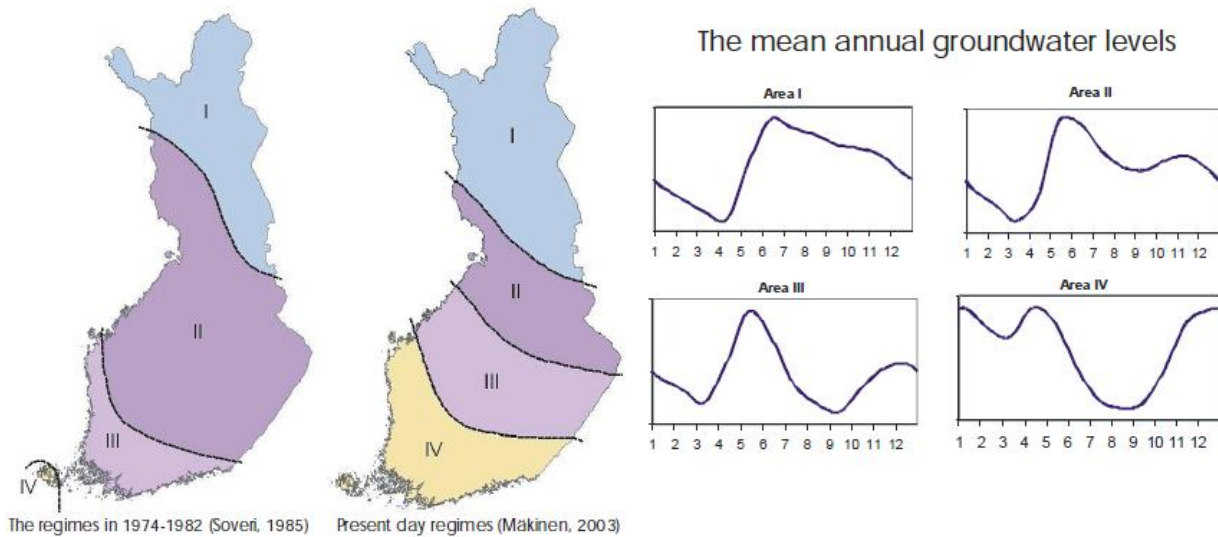 I
II
III
IV
The regimes in 1974-1982 (Soveri, 1985)
I
II
III
IV
Present day regimes (Mäkinen, 2003)
The mean annual groundwater levels
Area I
1 2 3 4 5 6 7 8 9 10 11 12
Area II
1 2 3 4 5 6 7 8 9 10 11 12
Area III
1 2 3 4 5 6 7 8 9 10 11 12
Area IV
1 2 3 4 5 6 7 8 9 10 11 12